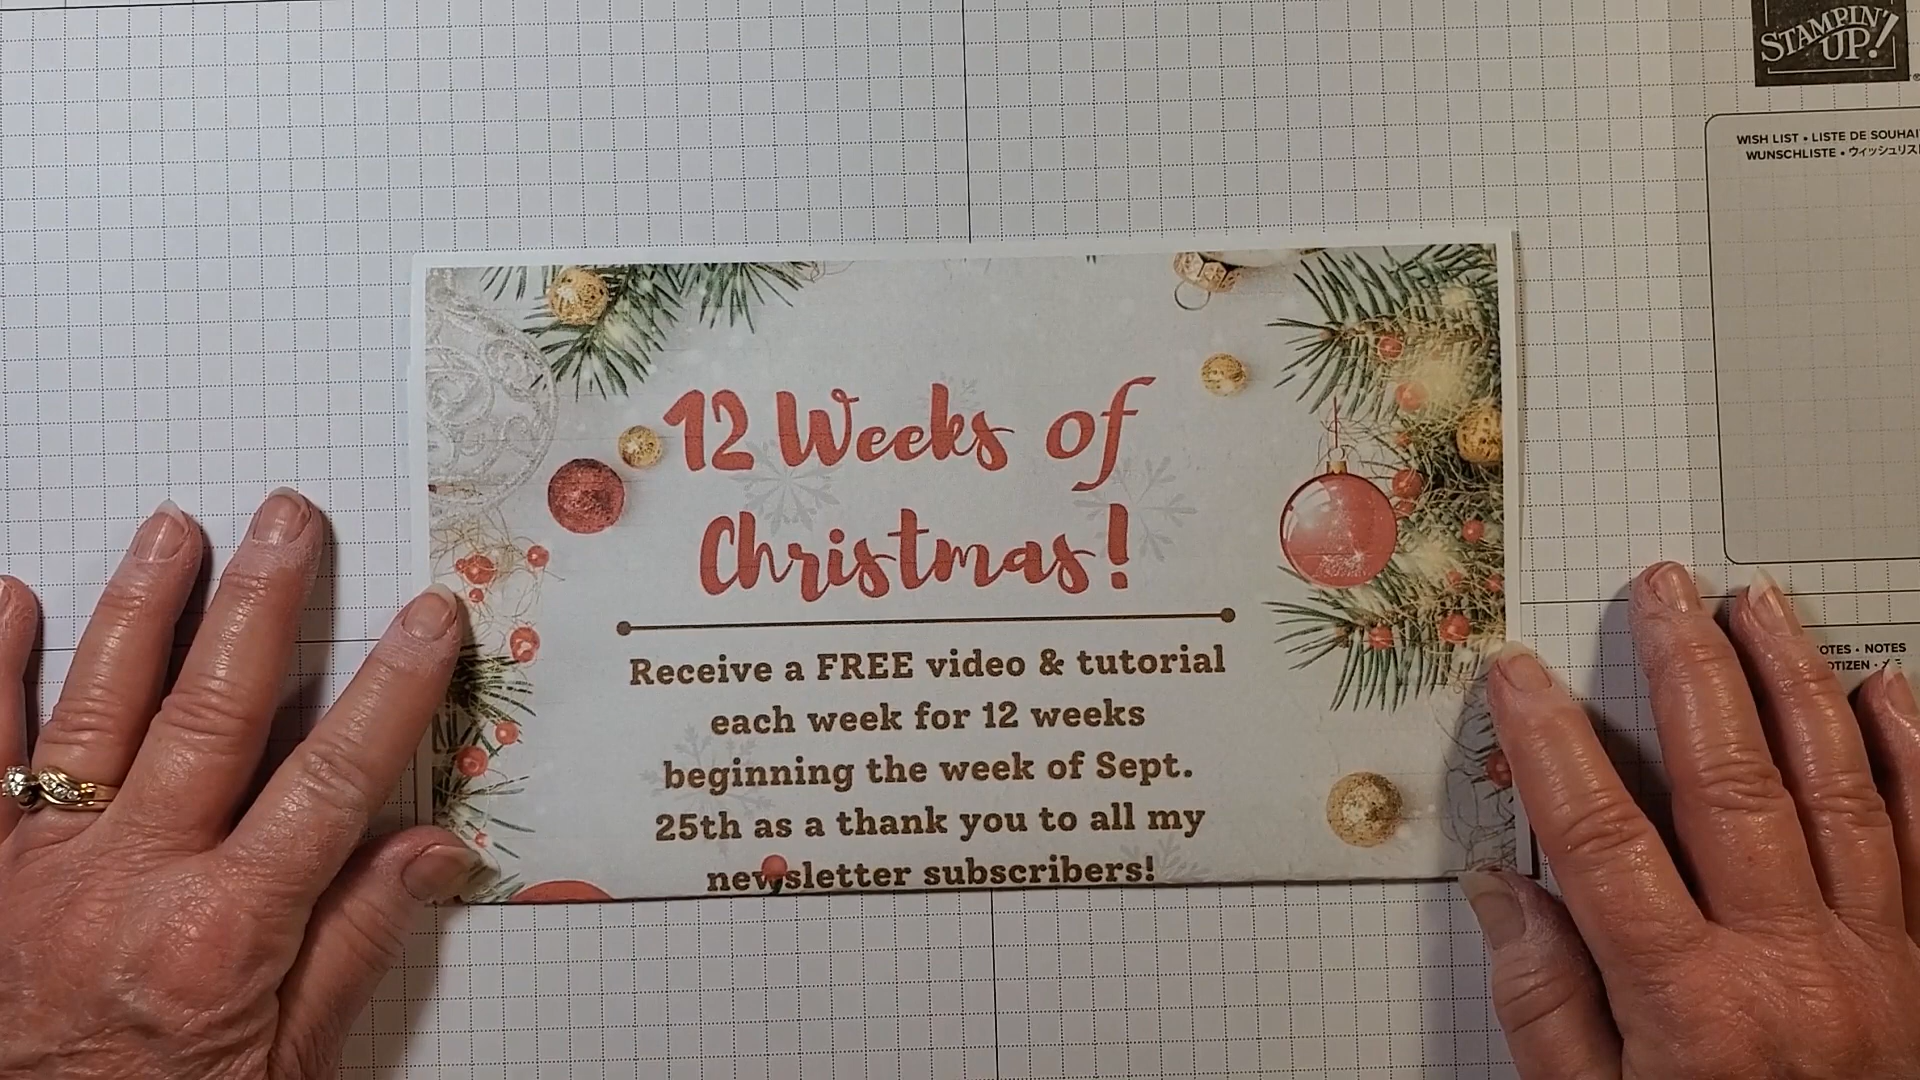 STAMPIN'
UP!
WISH LIST • LISTE DE SOUHAI
WUNSCHLISTE • ウィッシュリス
12 Weeks of
Christmas!
Receive a FREE video & tutorial
each week for 12 weeks
beginning the week of Sept.
25th as a thank you to all my
newsletter subscribers!
OTES • NOTES
OTIZEN •